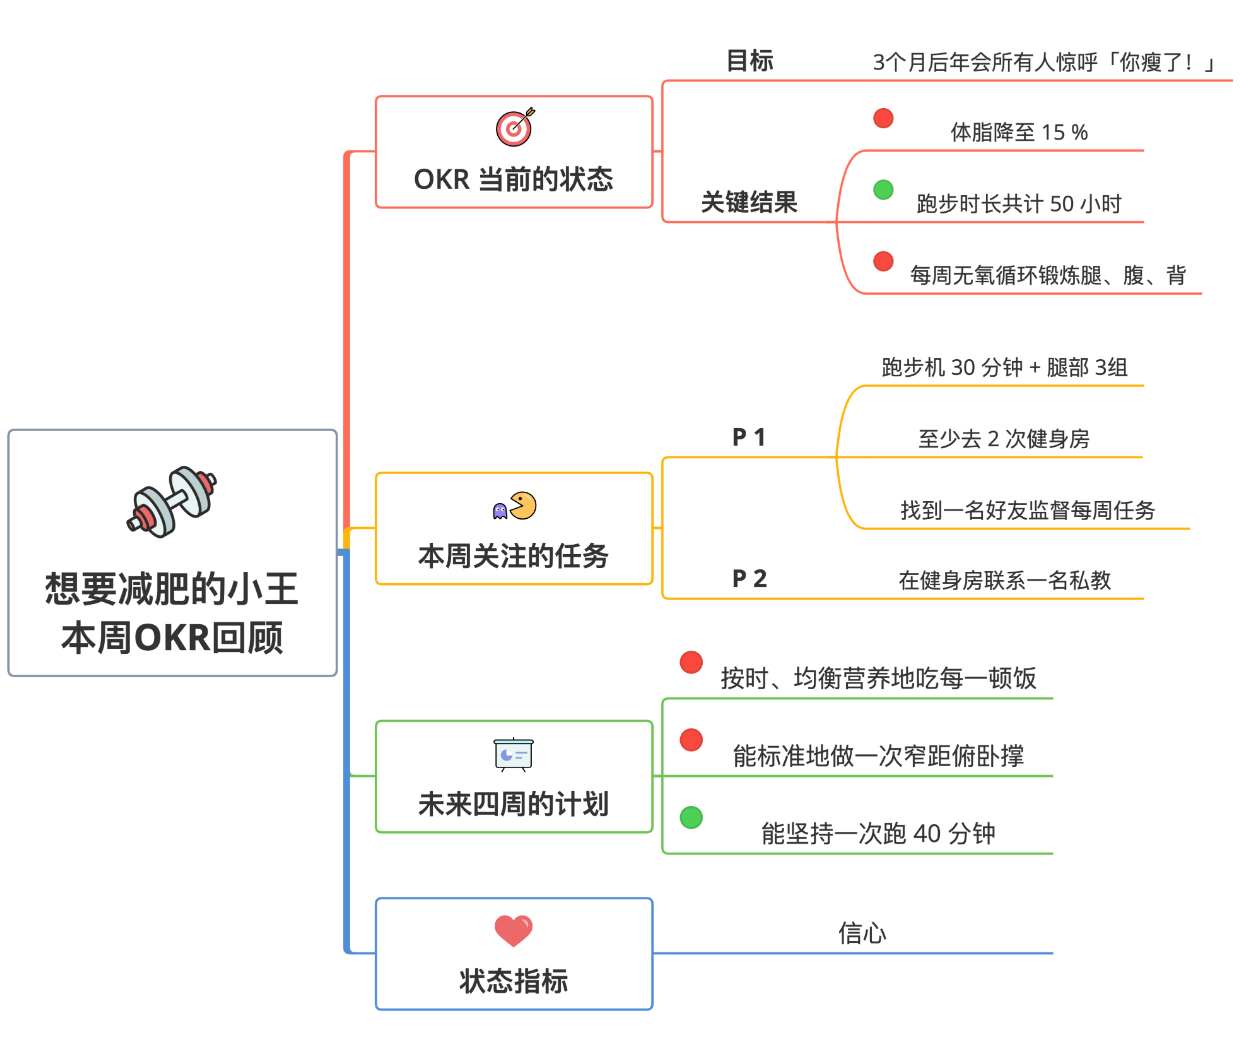 想要减肥的小王
本周OKR回顾
OKR 当前的状态
目标
3个月后年会所有人惊呼「你瘦了！」
关键结果
体脂降至 15 %
跑步时长共计 50 小时
每周无氧循环锻炼腿、腹、背
本周关注的任务
P 1
跑步机 30 分钟 + 腿部 3组
至少去 2 次健身房
找到一名好友监督每周任务
P 2
在健身房联系一名私教
未来四周的计划
按时、均衡营养地吃每一顿饭
能标准地做一次窄距俯卧撑
能坚持一次跑 40 分钟
状态指标
信心